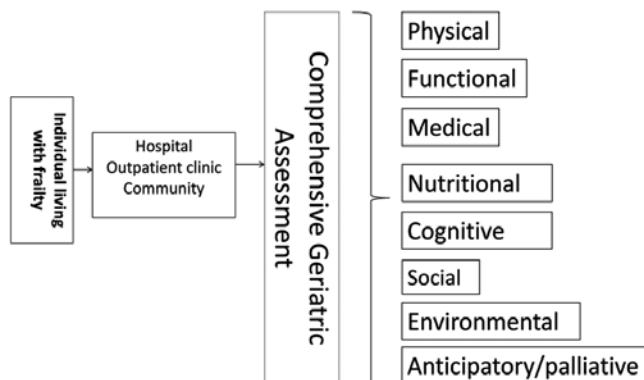 Individual living
with frailty
Hospital
Outpatient clinic
Community
Comprehensive Geriatric
Assessment
Physical
Functional
Medical
Nutritional
Cognitive
Social
Environmental
Anticipatory/palliative